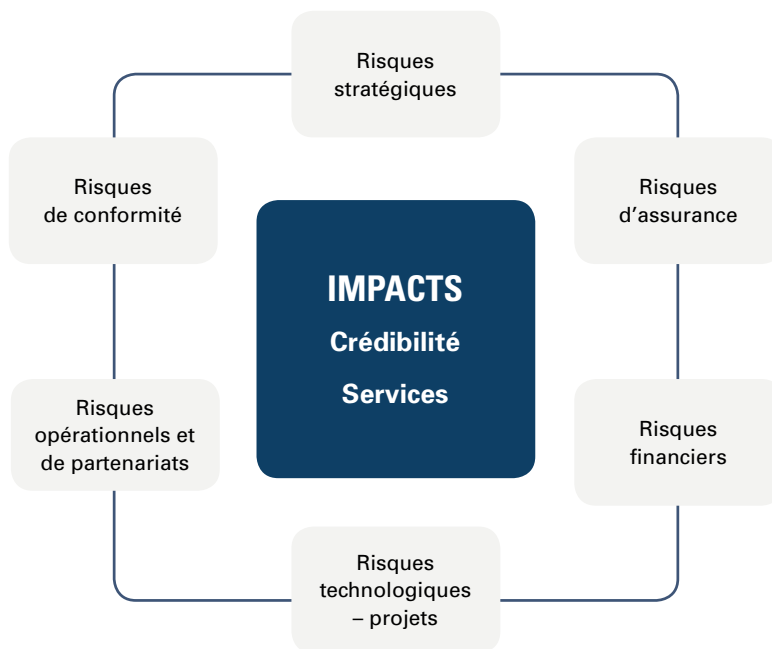 Risques
stratégiques
Risques
de conformité
Risques
d’assurance
IMPACTS
Crédibilité
Services
Risques
opérationnels et
de partenariats
Risques
financiers
Risques
technologiques
– projets